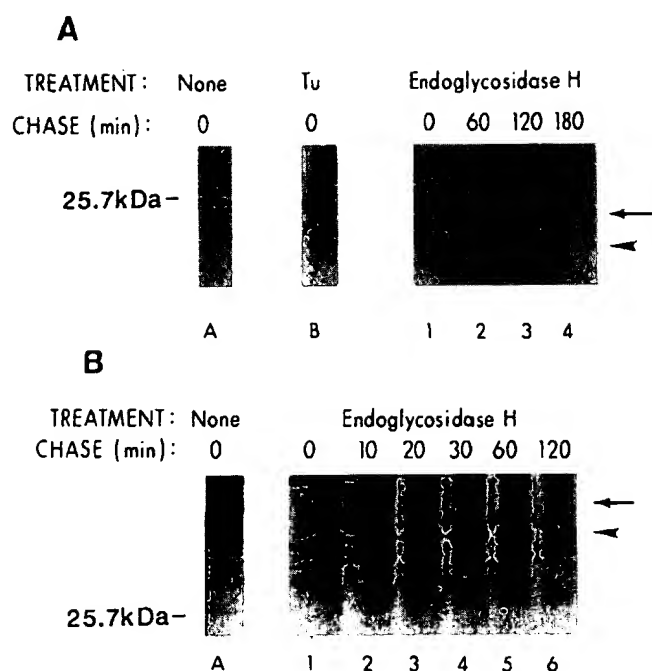 A
TREATMENT: None Tu Endoglycosidase H
CHASE (min): 0 0 0 60 120 180
25.7kDa-
A B 1 2 3 4
B
TREATMENT: None Endoglycosidase H
CHASE (min): 0 0 10 20 30 60 120
25.7kDa-
A 1 2 3 4 5 6